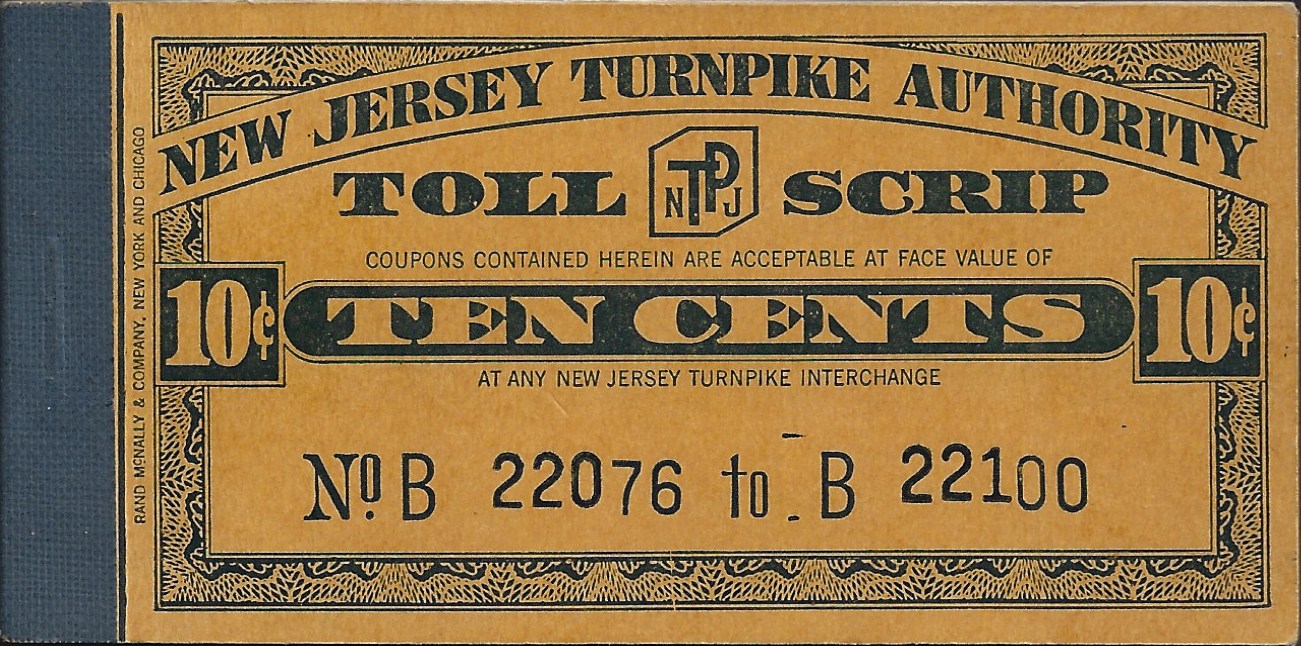 NEW JERSEY TURNPIKE AUTHORITY
TOLL NTPJ SCRIP
COUPONS CONTAINED HEREIN ARE ACCEPTABLE AT FACE VALUE OF
10¢ TEN CENTS 10¢
AT ANY NEW JERSEY TURNPIKE INTERCHANGE
No. B 22076 to B 22100
RAND McNALLY & COMPANY, NEW YORK AND CHICAGO